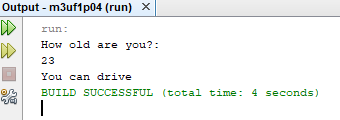 Output - m3uf1p04 (run)
run:
How old are you?:
23
You can drive
BUILD SUCCESSFUL (total time: 4 seconds)